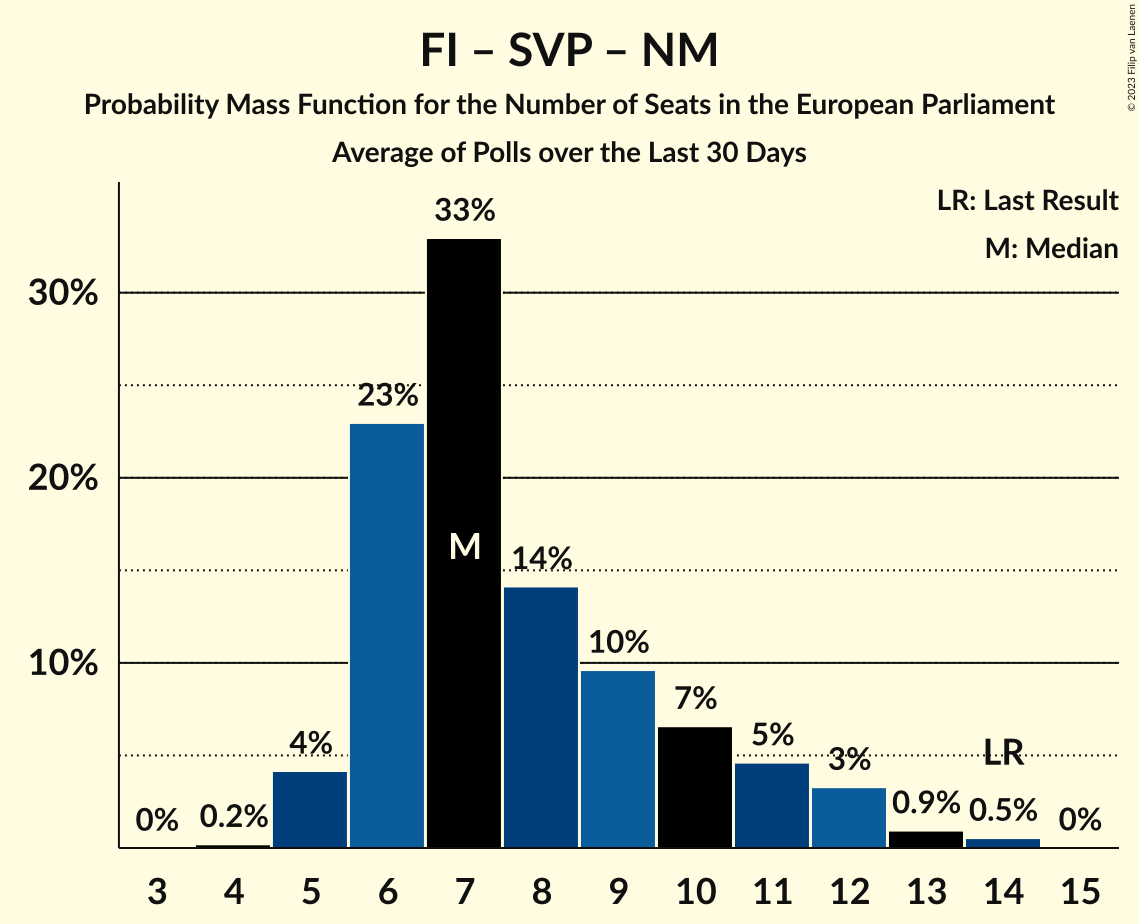 FI – SVP – NM
Probability Mass Function for the Number of Seats in the European Parliament
Average of Polls over the Last 30 Days
© 2023 Filip van Laenen
LR: Last Result
M: Median
33%
30%
23%
20%
M
14%
10%
10%
7%
5%
4%
3%
LR
0%
0.2%
0.9%
0.5%
0%
3 4 5 6 7 8 9 10 11 12 13 14 15